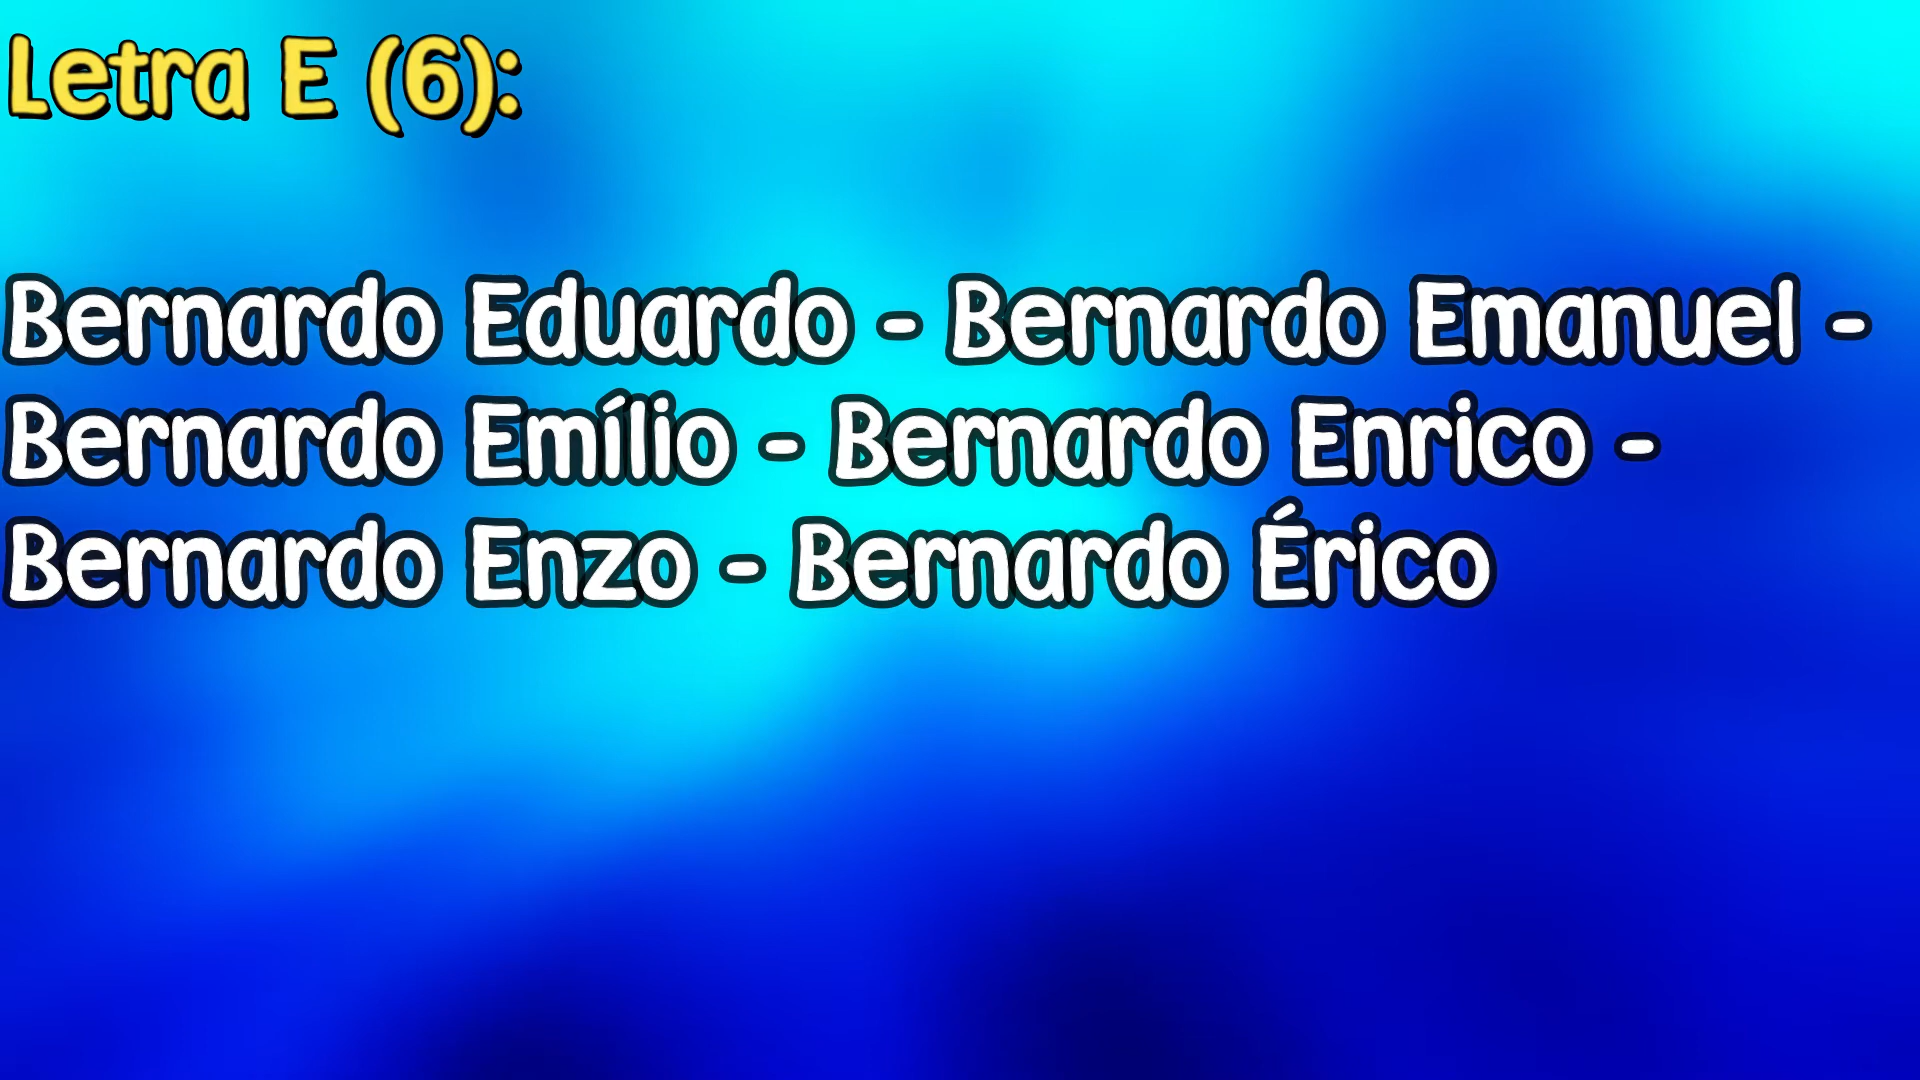 Letra E (6):
Bernardo Eduardo - Bernardo Emanuel -
Bernardo Emílio - Bernardo Enrico -
Bernardo Enzo - Bernardo Érico